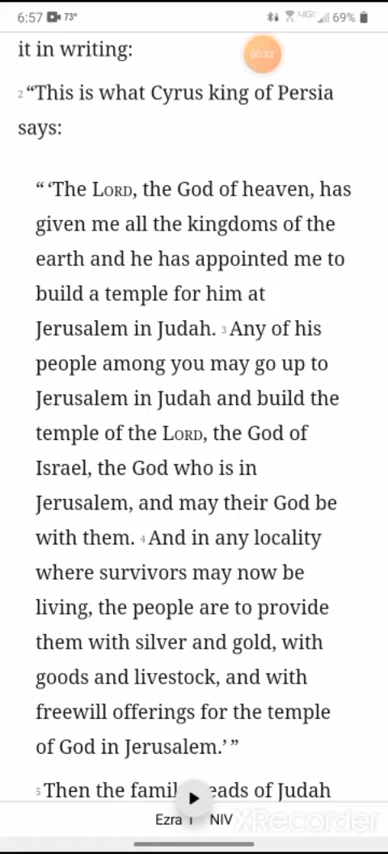 6:57 73° 4G 69%
it in writing:
00:32
2 “This is what Cyrus king of Persia
says:
“ ‘The LORD, the God of heaven, has
given me all the kingdoms of the
earth and he has appointed me to
build a temple for him at
Jerusalem in Judah. 3 Any of his
people among you may go up to
Jerusalem in Judah and build the
temple of the LORD, the God of
Israel, the God who is in
Jerusalem, and may their God be
with them. 4 And in any locality
where survivors may now be
living, the people are to provide
them with silver and gold, with
goods and livestock, and with
freewill offerings for the temple
of God in Jerusalem.’ ”
5 Then the of Judah
Ezra 1 NIV
XRecorder